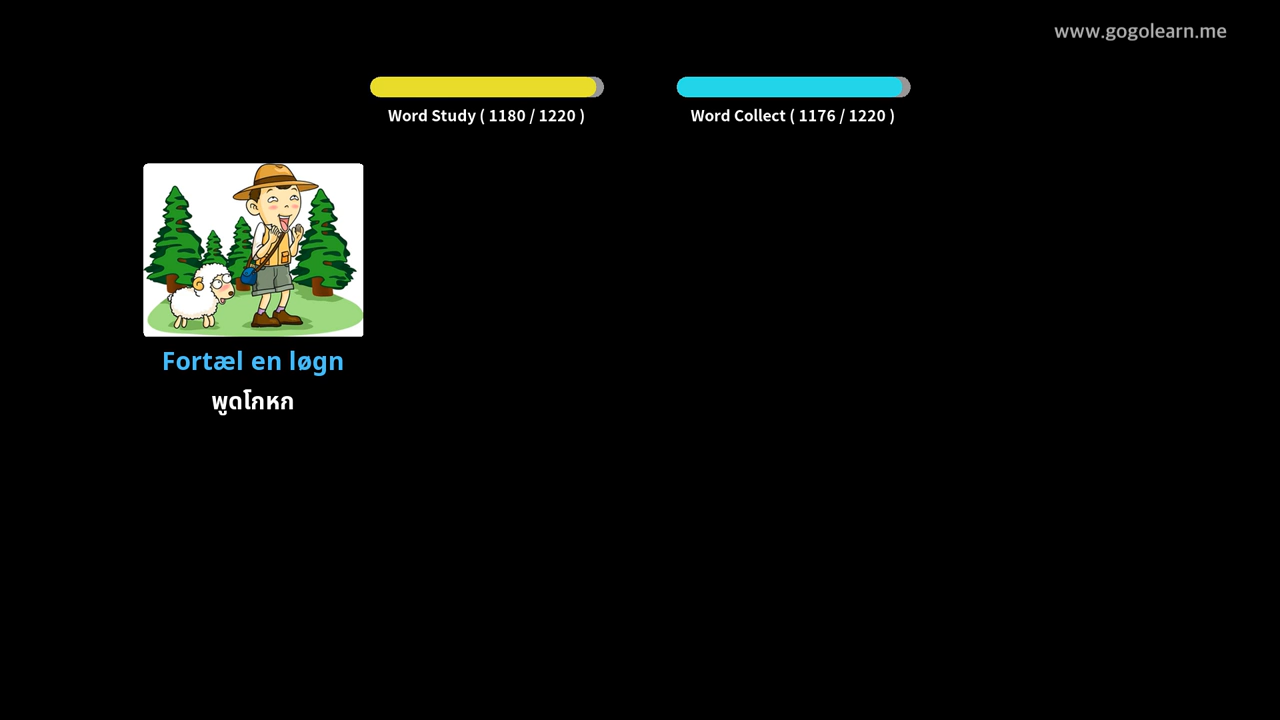 www.gogolearn.me
Word Study ( 1180 / 1220 )
Word Collect ( 1176 / 1220 )
Fortæl en løgn
พูดโกหก